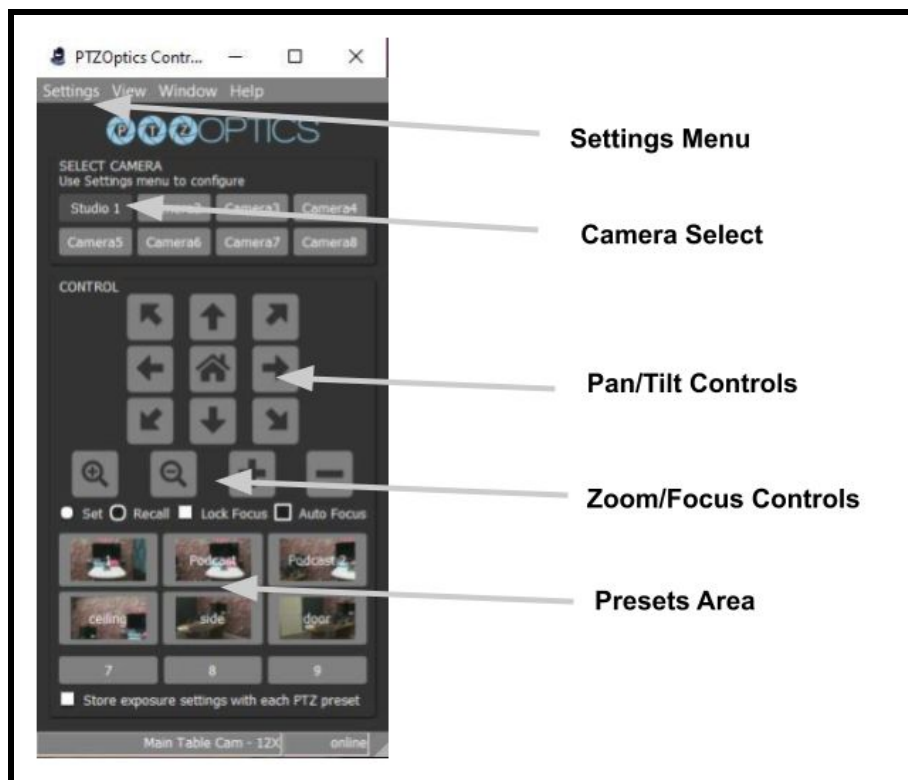 PTZOptics Contr...
Settings View Window Help
PTZOPTICS
Settings Menu
SELECT CAMERA
Use Settings menu to configure
Studio 1 Camera2 Camera3 Camera4
Camera Select
Camera5 Camera6 Camera7 Camera8
CONTROL
Pan/Tilt Controls
Zoom/Focus Controls
Set Recall Lock Focus Auto Focus
1 Podcast Podcast 2
Presets Area
ceiling side door
7 8 9
Store exposure settings with each PTZ preset
Main Table Cam - 12X online